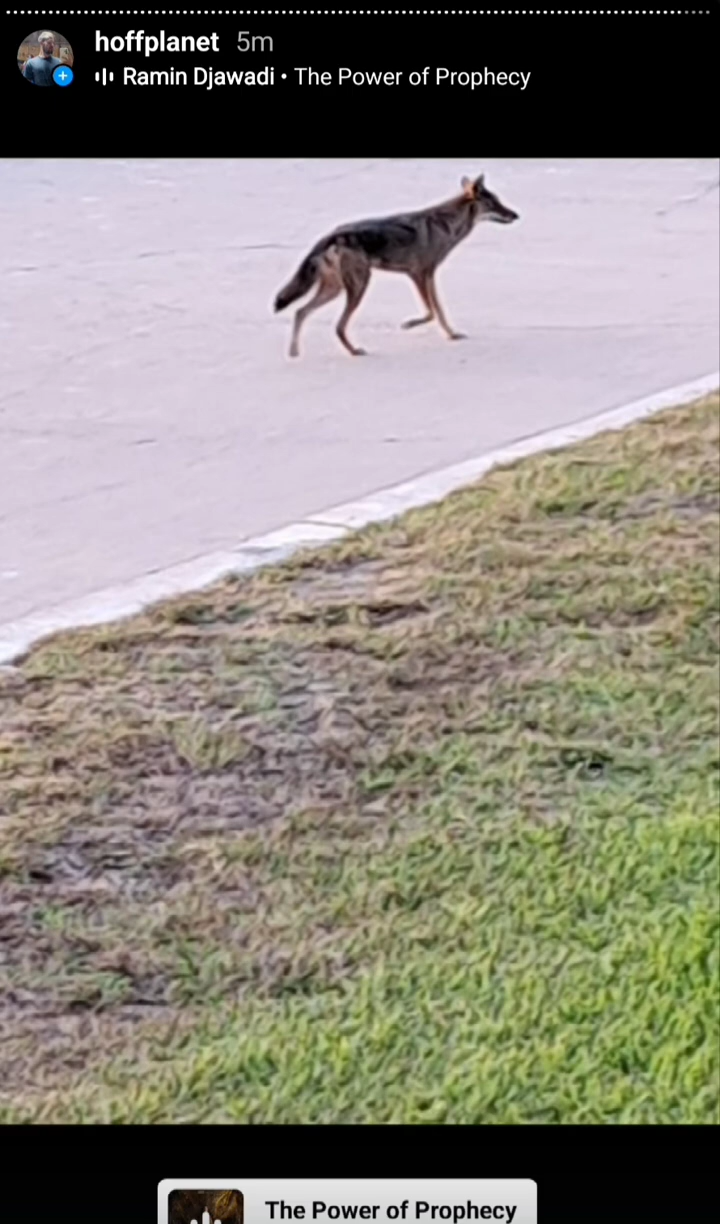 hoffplanet 5m
Ramin Djawadi • The Power of Prophecy
The Power of Prophecy